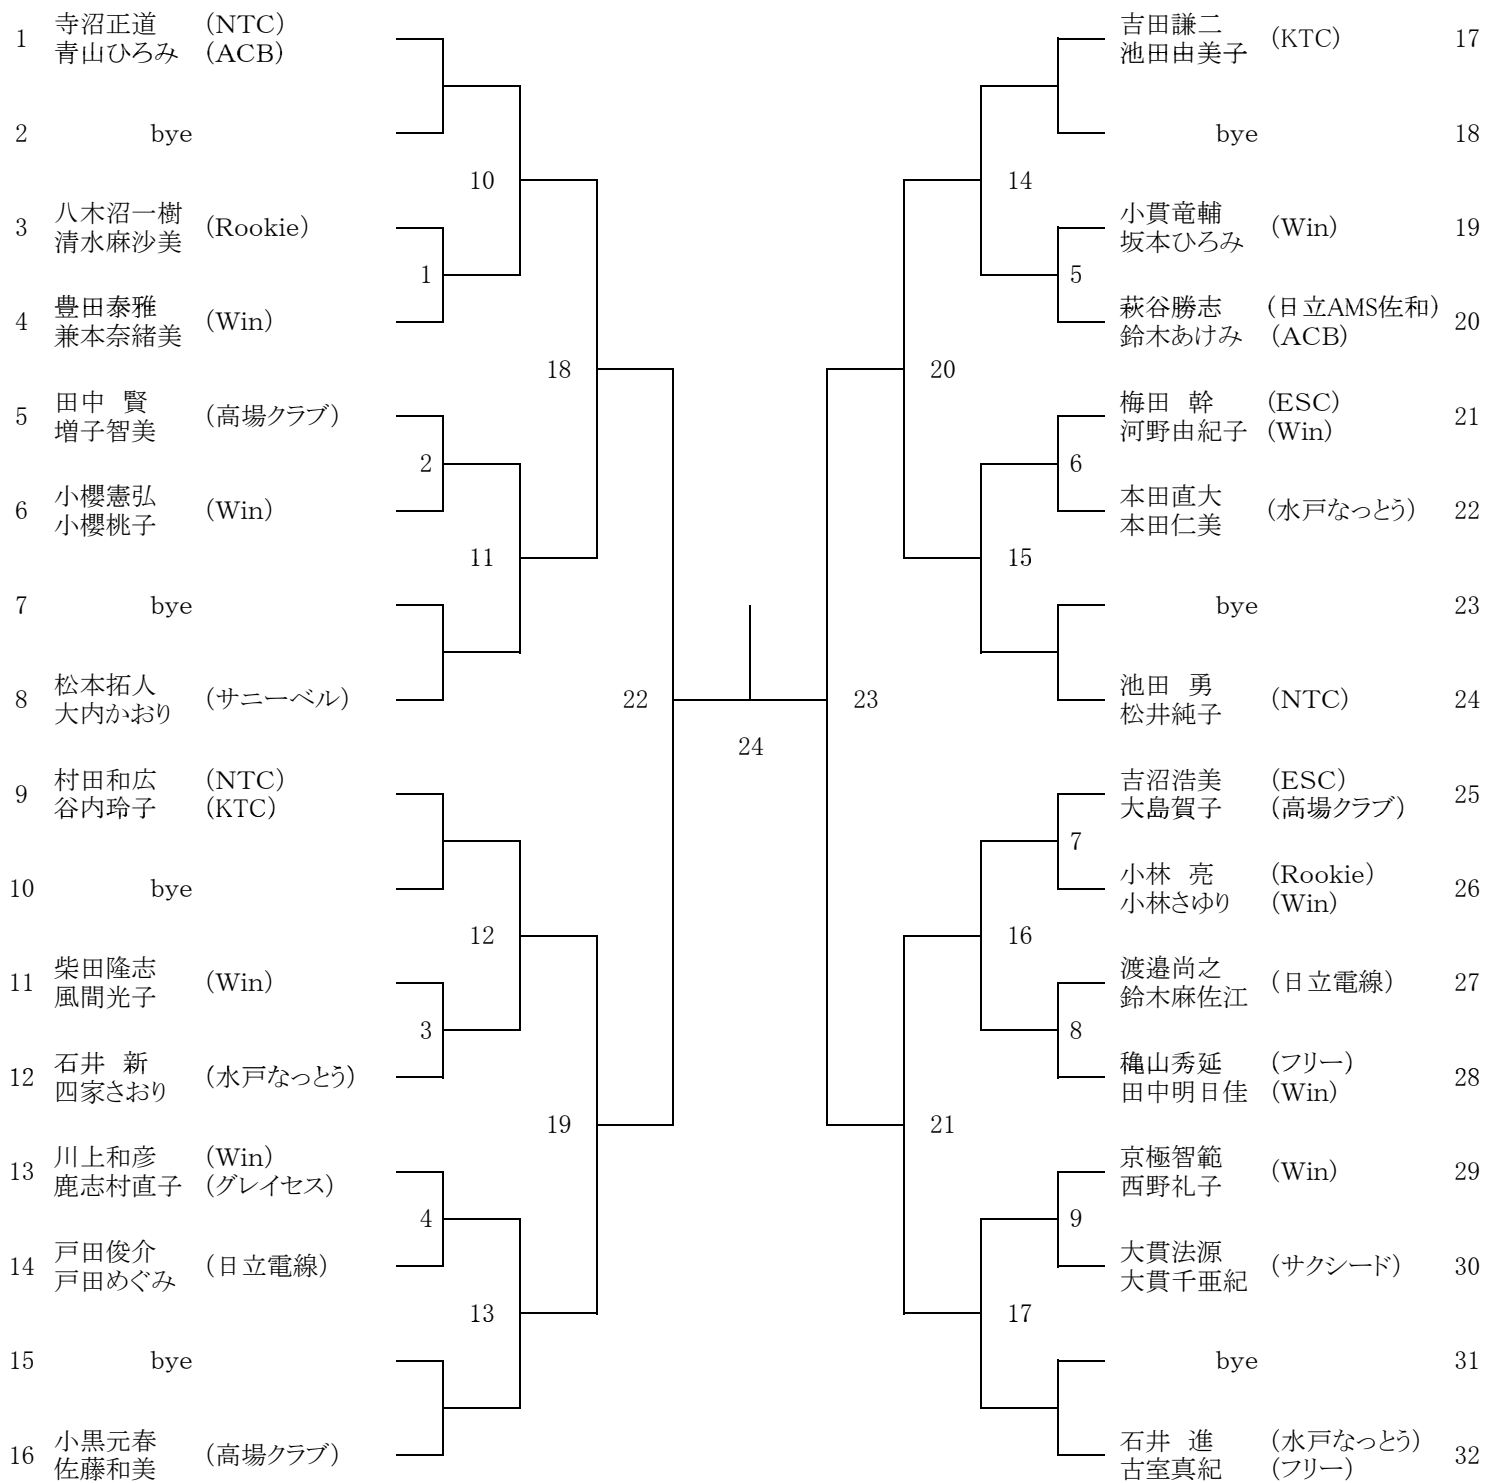 1 寺沼正道 (NTC)
青山ひろみ (ACB)
2 bye
3 八木沼一樹 (Rookie)
清水麻沙美
4 豊田泰雅 (Win)
兼本奈緒美
5 田中 賢 (高場クラブ)
増子智美
6 小櫻憲弘 (Win)
小櫻桃子
7 bye
8 松本拓人 (サニーベル)
大内かおり
9 村田和広 (NTC)
谷内玲子 (KTC)
10 bye
11 柴田隆志 (Win)
風間光子
12 石井 新 (水戸なっとう)
四家さおり
13 川上和彦 (Win)
鹿志村直子 (グレイセス)
14 戸田俊介 (日立電線)
戸田めぐみ
15 bye
16 小黒元春 (高場クラブ)
佐藤和美
1
2
3
4
10
11
12
13
18
19
22
24
23
20
21
14
15
16
17
5
6
7
8
9
吉田謙二 (KTC) 17
池田由美子
bye 18
小貫竜輔 (Win) 19
坂本ひろみ
萩谷勝志 (日立AMS佐和) 20
鈴木あけみ (ACB)
梅田 幹 (ESC) 21
河野由紀子 (Win)
本田直大 (水戸なっとう) 22
本田仁美
bye 23
池田 勇 (NTC) 24
松井純子
吉沼浩美 (ESC) 25
大島賀子 (高場クラブ)
小林 亮 (Rookie) 26
小林さゆり (Win)
渡邉尚之 (日立電線) 27
鈴木麻佐江
穐山秀延 (フリー) 28
田中明日佳 (Win)
京極智範 (Win) 29
西野礼子
大貫法源 (サクシード) 30
大貫千亜紀
bye 31
石井 進 (水戸なっとう) 32
古室真紀 (フリー)